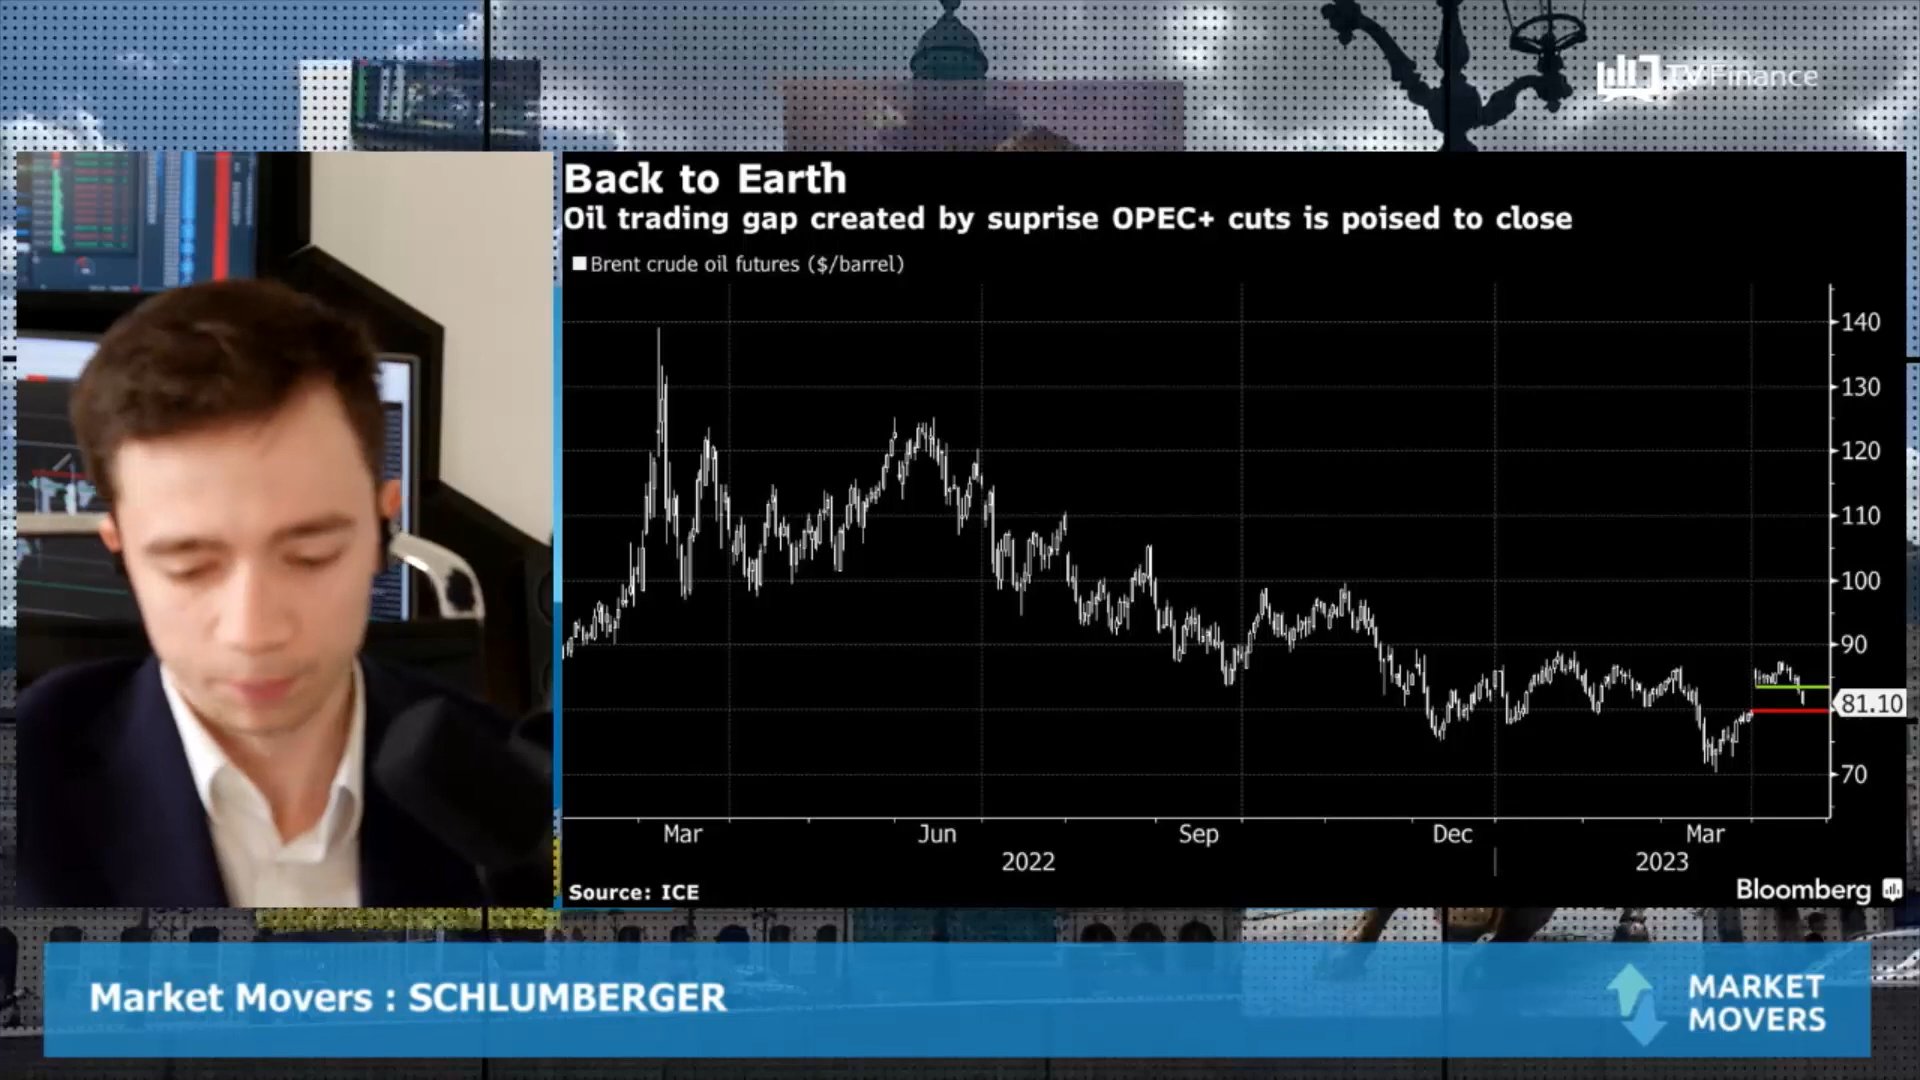 TV Finance
Back to Earth
Oil trading gap created by suprise OPEC+ cuts is poised to close
Brent crude oil futures ($/barrel)
140
130
120
110
100
90
81.10
70
Mar
Jun
Sep
Dec
Mar
2022
2023
Source: ICE
Bloomberg
Market Movers : SCHLUMBERGER
MARKET
MOVERS